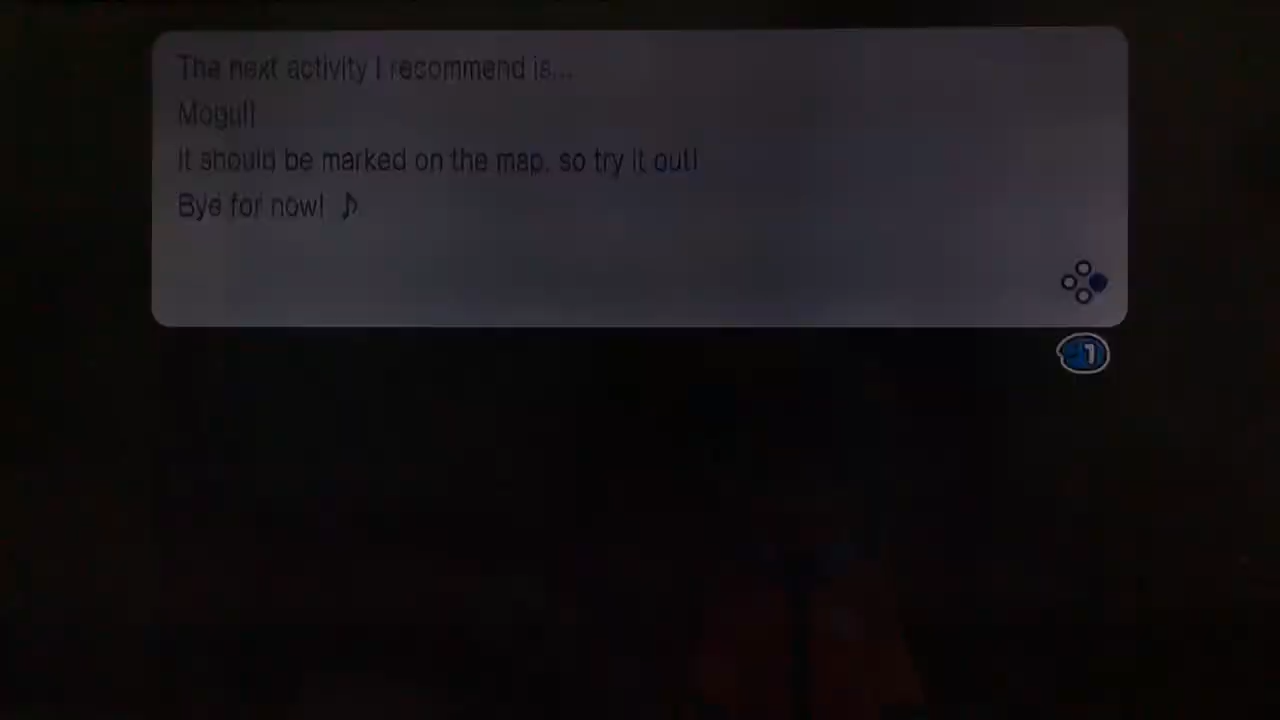 The next activity I recommend is...
Mogul!
It should be marked on the map, so try it out!
Bye for now! ♪
1